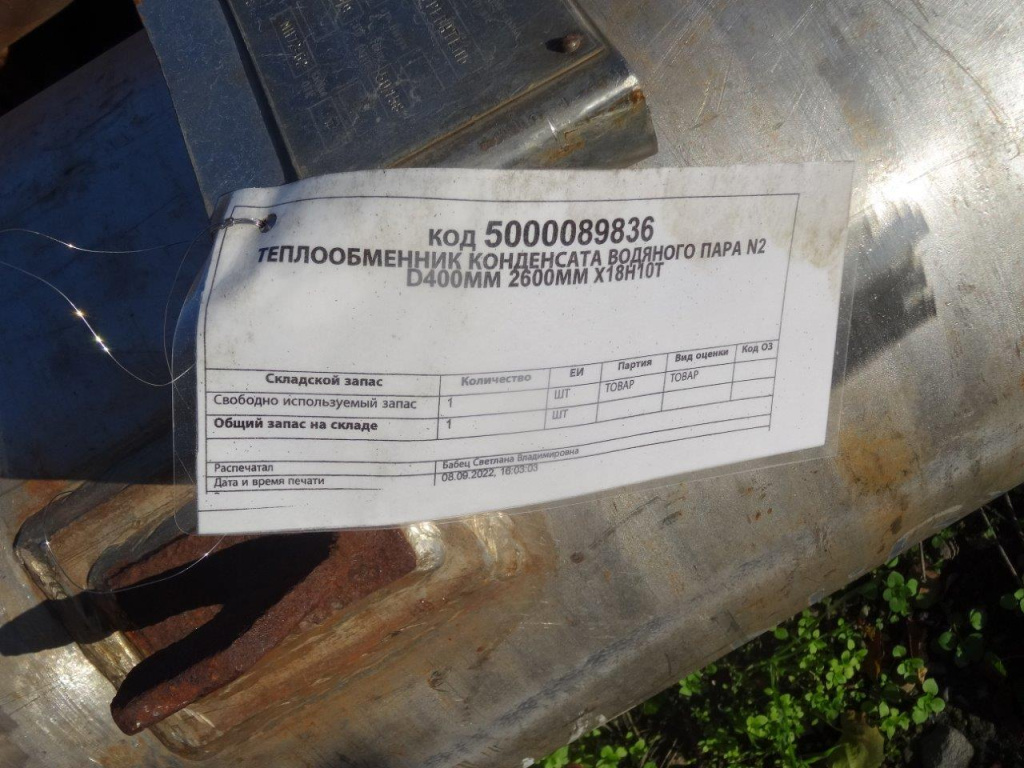 код 5000089836
ТЕПЛООБМЕННИК КОНДЕНСАТА ВОДЯНОГО ПАРА N2
D400ММ 2600ММ Х18Н10Т
Складской запас Количество ЕИ Партия Вид оценки Код ОЗ
Свободно используемый запас 1 ШТ ТОВАР ТОВАР
Общий запас на складе 1 ШТ
Распечатал Бабец Светлана Владимировна
Дата и время печати 08.09.2022, 16:03:03